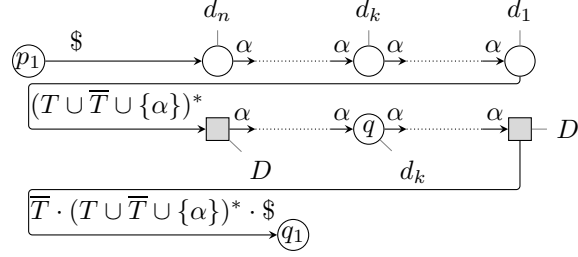 d_n d_k d_1
p_1 $ α α α α
(T ∪ T̅ ∪ {α})*
α α q α α D
D d_k
T̅ · (T ∪ T̅ ∪ {α})* · $
q_1